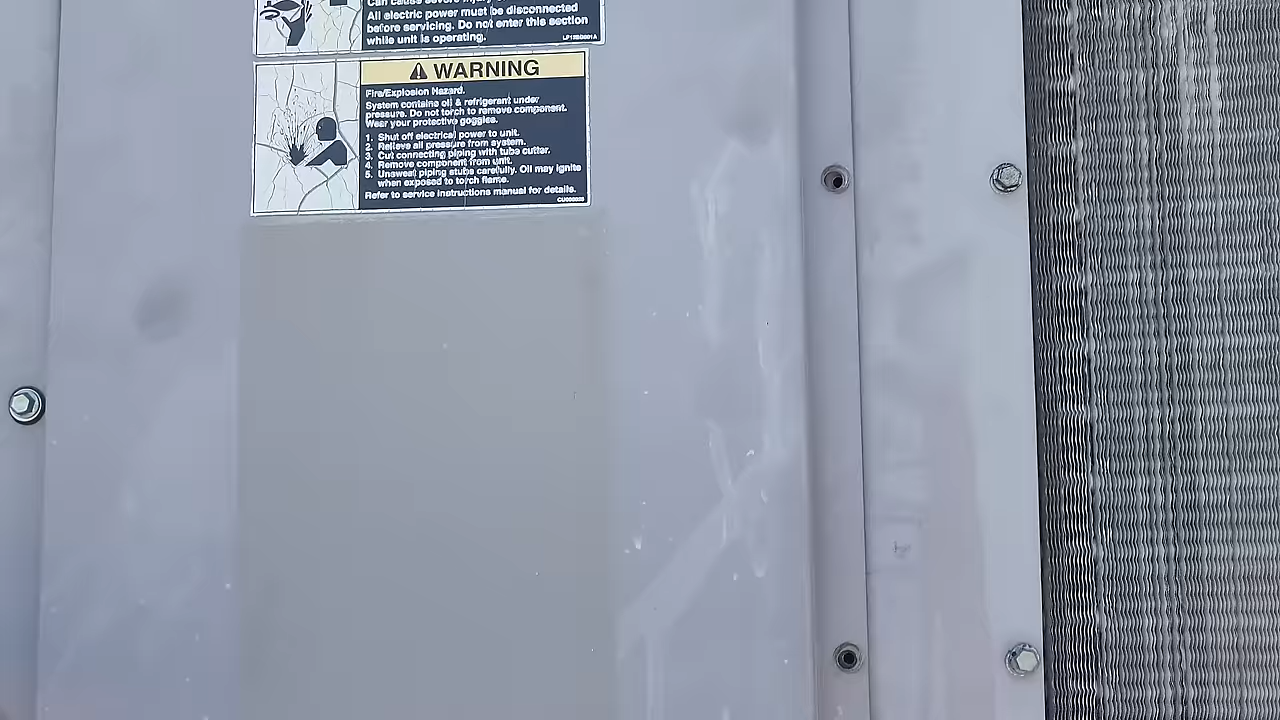 All electric power must be disconnected
before servicing. Do not enter this section
while unit is operating.
WARNING
Fire/Explosion Hazard.
System contains oil & refrigerant under
pressure. Do not torch to remove component.
Wear your protective goggles.
1. Shut off electrical power to unit.
2. Relieve all pressure from system.
3. Cut connecting piping with tube cutter.
4. Remove component from unit.
5. Unsweat piping stubs carefully. Oil may ignite
when exposed to torch flame.
Refer to service instructions manual for details.